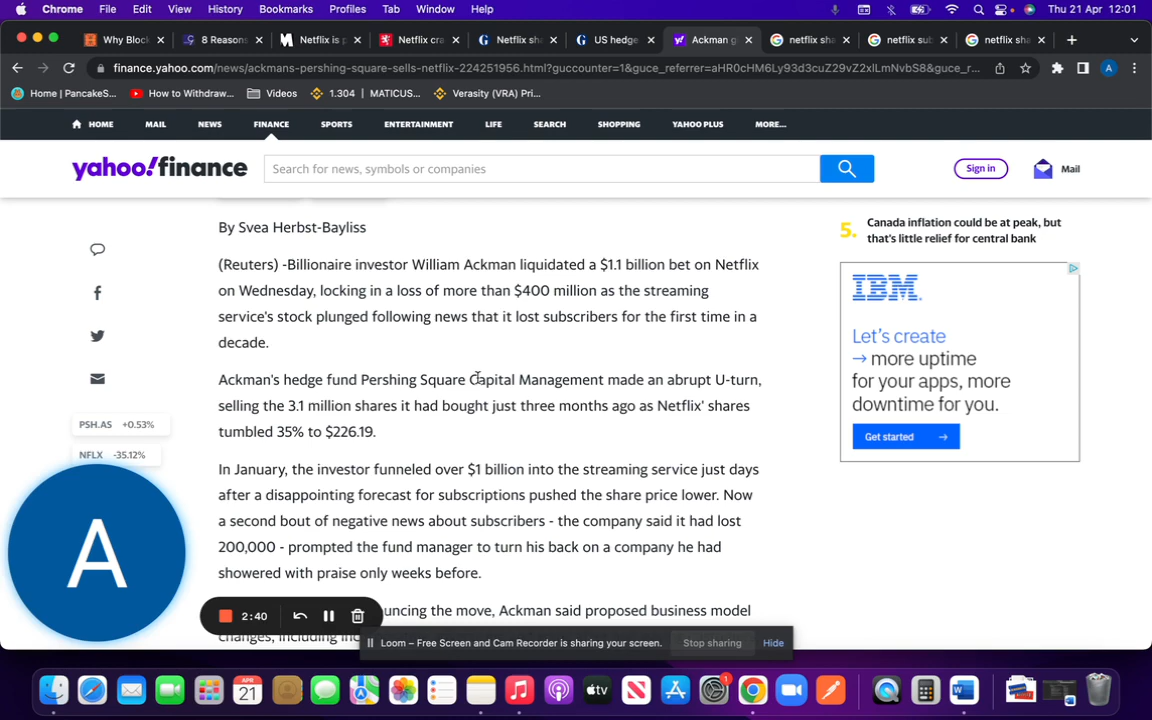 Chrome File Edit View History Bookmarks Profiles Tab Window Help Thu 21 Apr 12:01
Why Bloc 8 Reasons Netflix is p Netflix cra Netflix sh US hedge Ackman g netflix sha netflix sub netflix sha
finance.yahoo.com/news/ackmans-pershing-square-sells-netflix-224251956.html?guccounter=1&guce_referrer=aHR0cHM6Ly93d3cuZ29vZ2xlLmNvbS8&guce_r...
Home | PancakeS... How to Withdraw... Videos 1.304 | MATICUS... Verasity (VRA) Pri...
HOME MAIL NEWS FINANCE SPORTS ENTERTAINMENT LIFE SEARCH SHOPPING YAHOO PLUS MORE...
yahoo!finance Search for news, symbols or companies Sign in Mail
By Svea Herbst-Bayliss
(Reuters) -Billionaire investor William Ackman liquidated a $1.1 billion bet on Netflix
on Wednesday, locking in a loss of more than $400 million as the streaming
service's stock plunged following news that it lost subscribers for the first time in a
decade.
Ackman's hedge fund Pershing Square Capital Management made an abrupt U-turn,
selling the 3.1 million shares it had bought just three months ago as Netflix' shares
tumbled 35% to $226.19.
In January, the investor funneled over $1 billion into the streaming service just days
after a disappointing forecast for subscriptions pushed the share price lower. Now
a second bout of negative news about subscribers - the company said it had lost
200,000 - prompted the fund manager to turn his back on a company he had
showered with praise only weeks before.
uncing the move, Ackman said proposed business model
changes, including
PSH.AS +0.53%
NFLX -35.12%
A
5. Canada inflation could be at peak, but
that's little relief for central bank
IBM
Let's create
→ more uptime
for your apps, more
downtime for you.
Get started →
2:40
Loom – Free Screen and Cam Recorder is sharing your screen. Stop sharing Hide
APR
21
tv
1